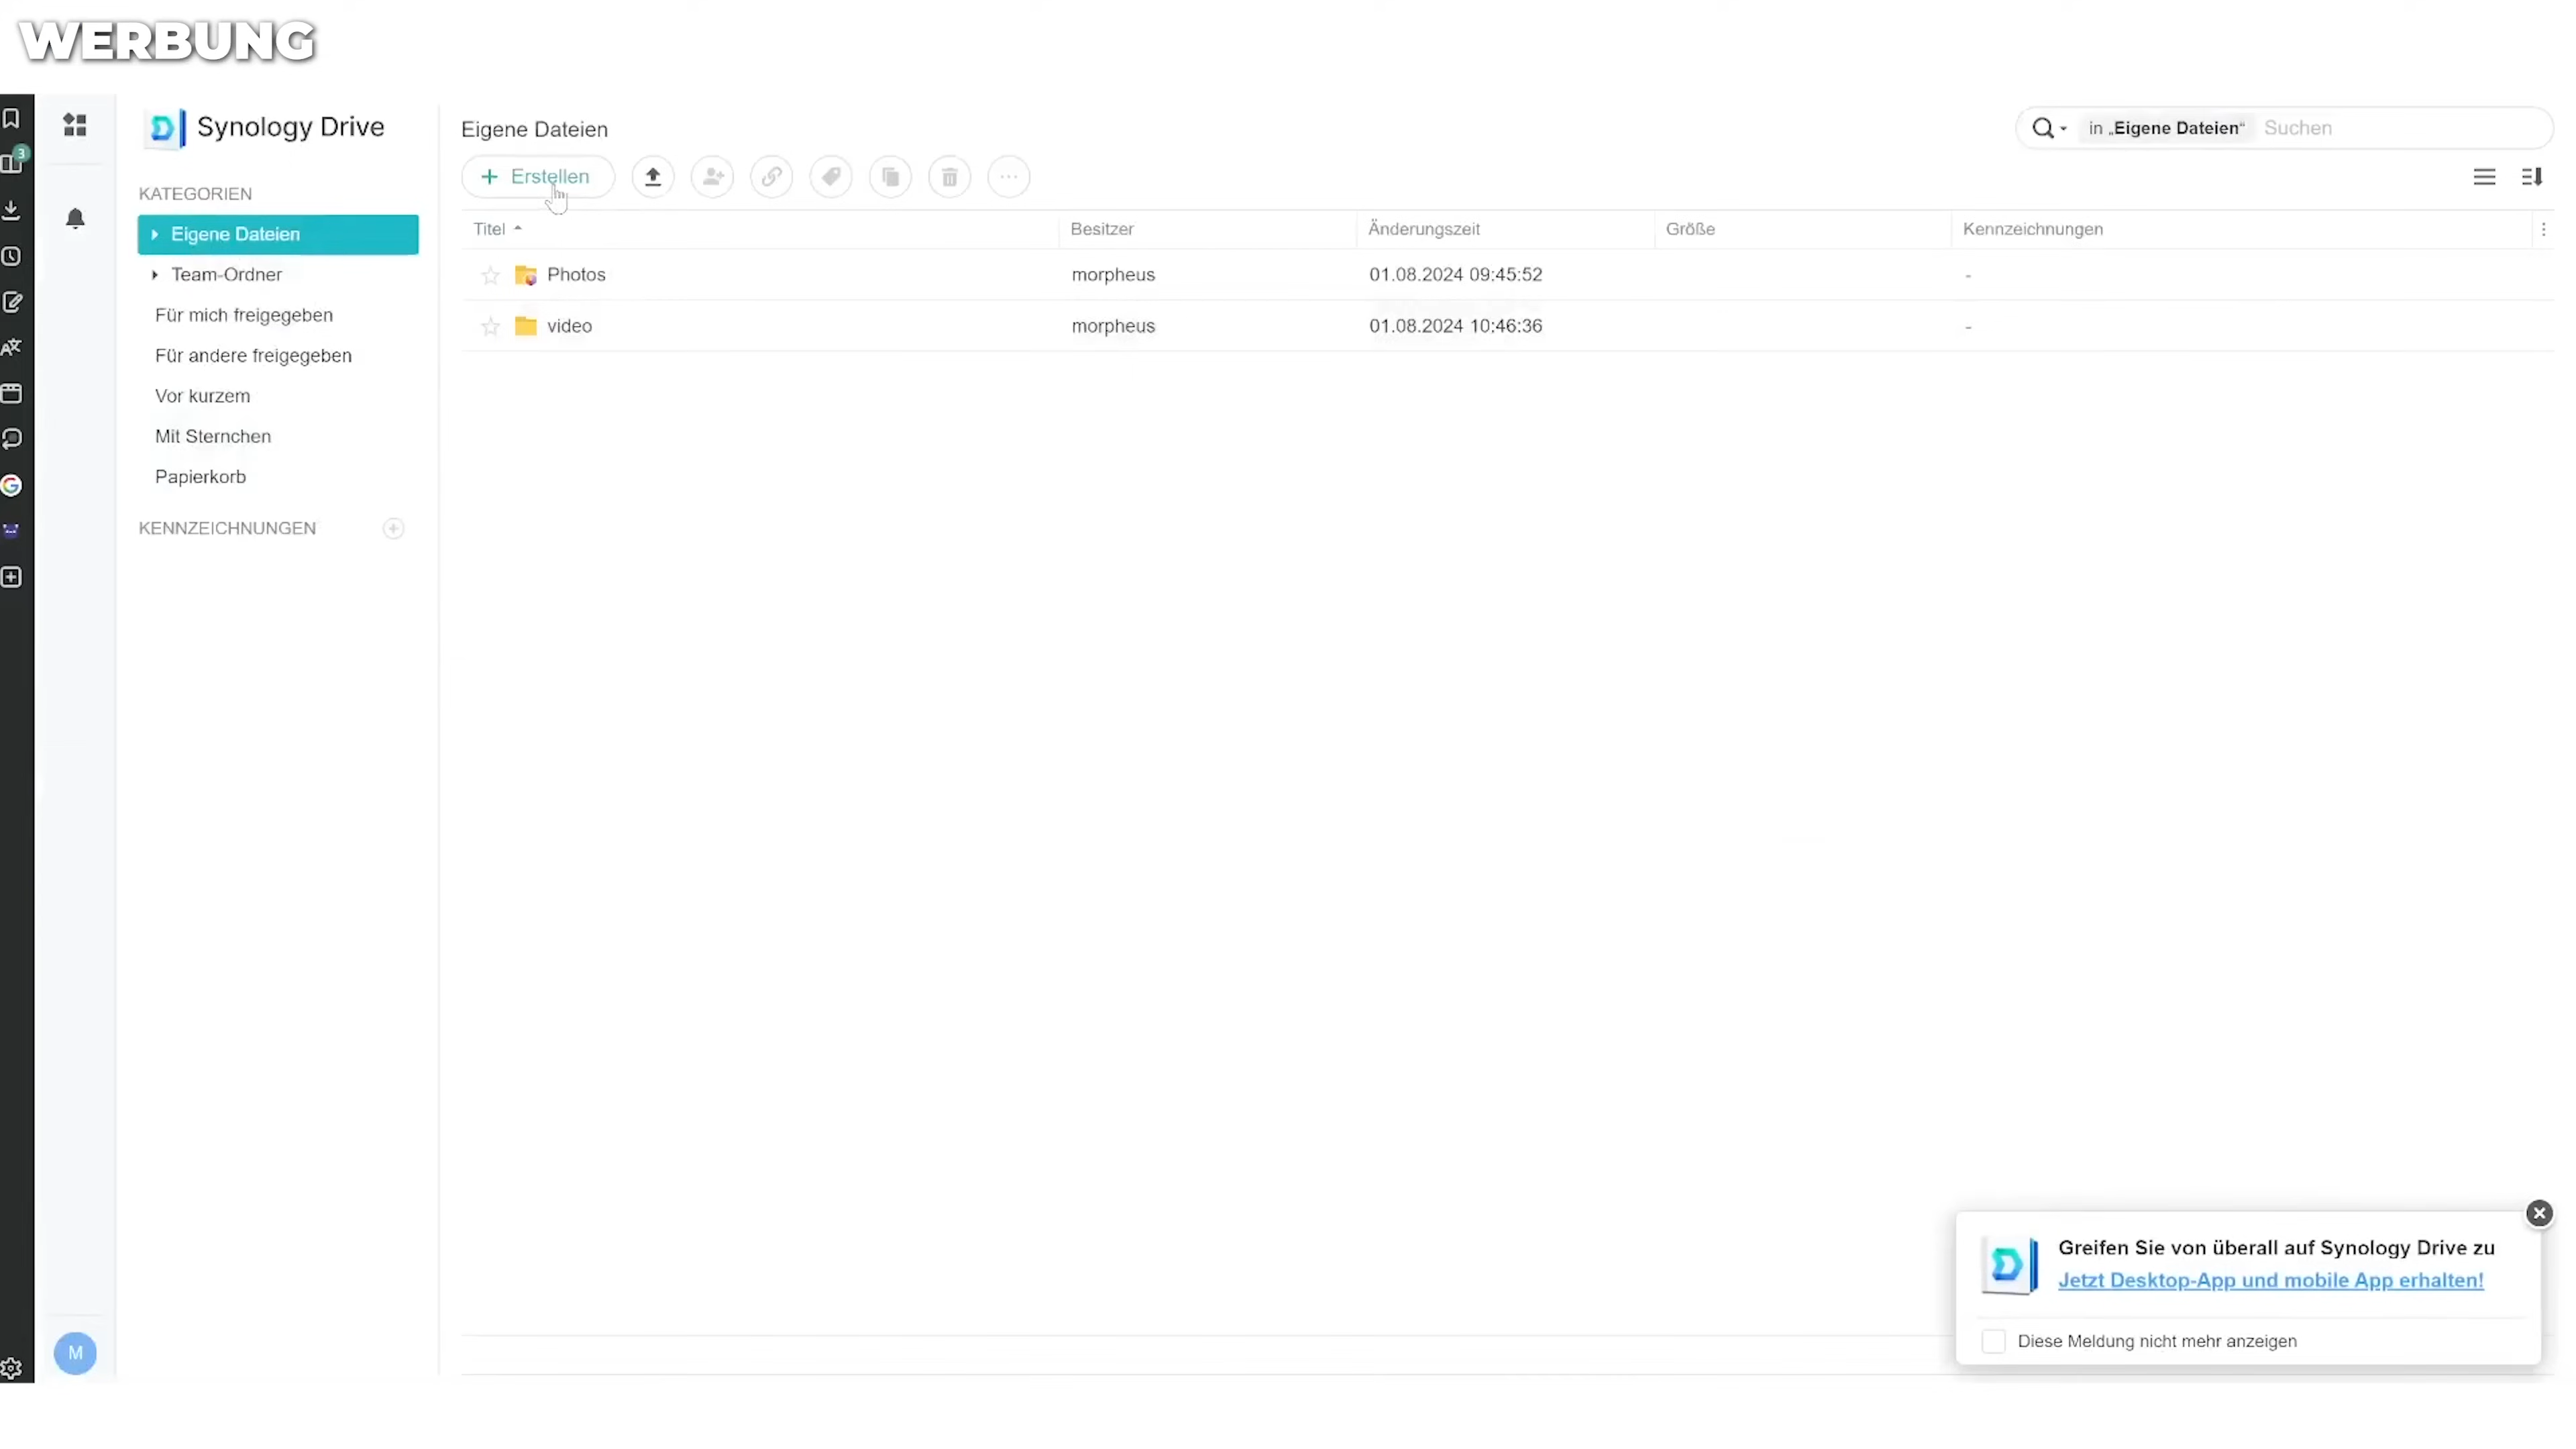 WERBUNG
3
Synology Drive
KATEGORIEN
Eigene Dateien
Team-Ordner
Für mich freigegeben
Für andere freigegeben
Vor kurzem
Mit Sternchen
Papierkorb
KENNZEICHNUNGEN
M
Eigene Dateien
in „Eigene Dateien“ Suchen
+ Erstellen
Titel Besitzer Änderungszeit Größe Kennzeichnungen
Photos morpheus 01.08.2024 09:45:52 -
video morpheus 01.08.2024 10:46:36 -
Greifen Sie von überall auf Synology Drive zu
Jetzt Desktop-App und mobile App erhalten!
Diese Meldung nicht mehr anzeigen